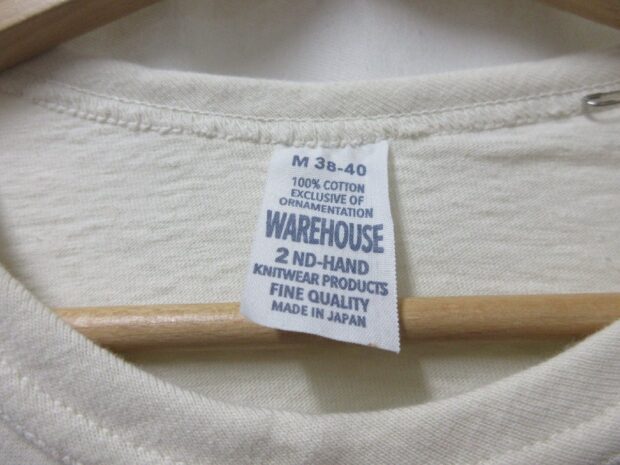 M 38-40
100% COTTON
EXCLUSIVE OF
ORNAMENTATION
WAREHOUSE
2 ND-HAND
KNITWEAR PRODUCTS
FINE QUALITY
MADE IN JAPAN